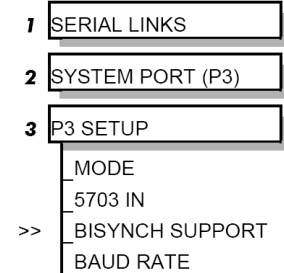 1 SERIAL LINKS
2 SYSTEM PORT (P3)
3 P3 SETUP
MODE
5703 IN
>> BISYNCH SUPPORT
BAUD RATE